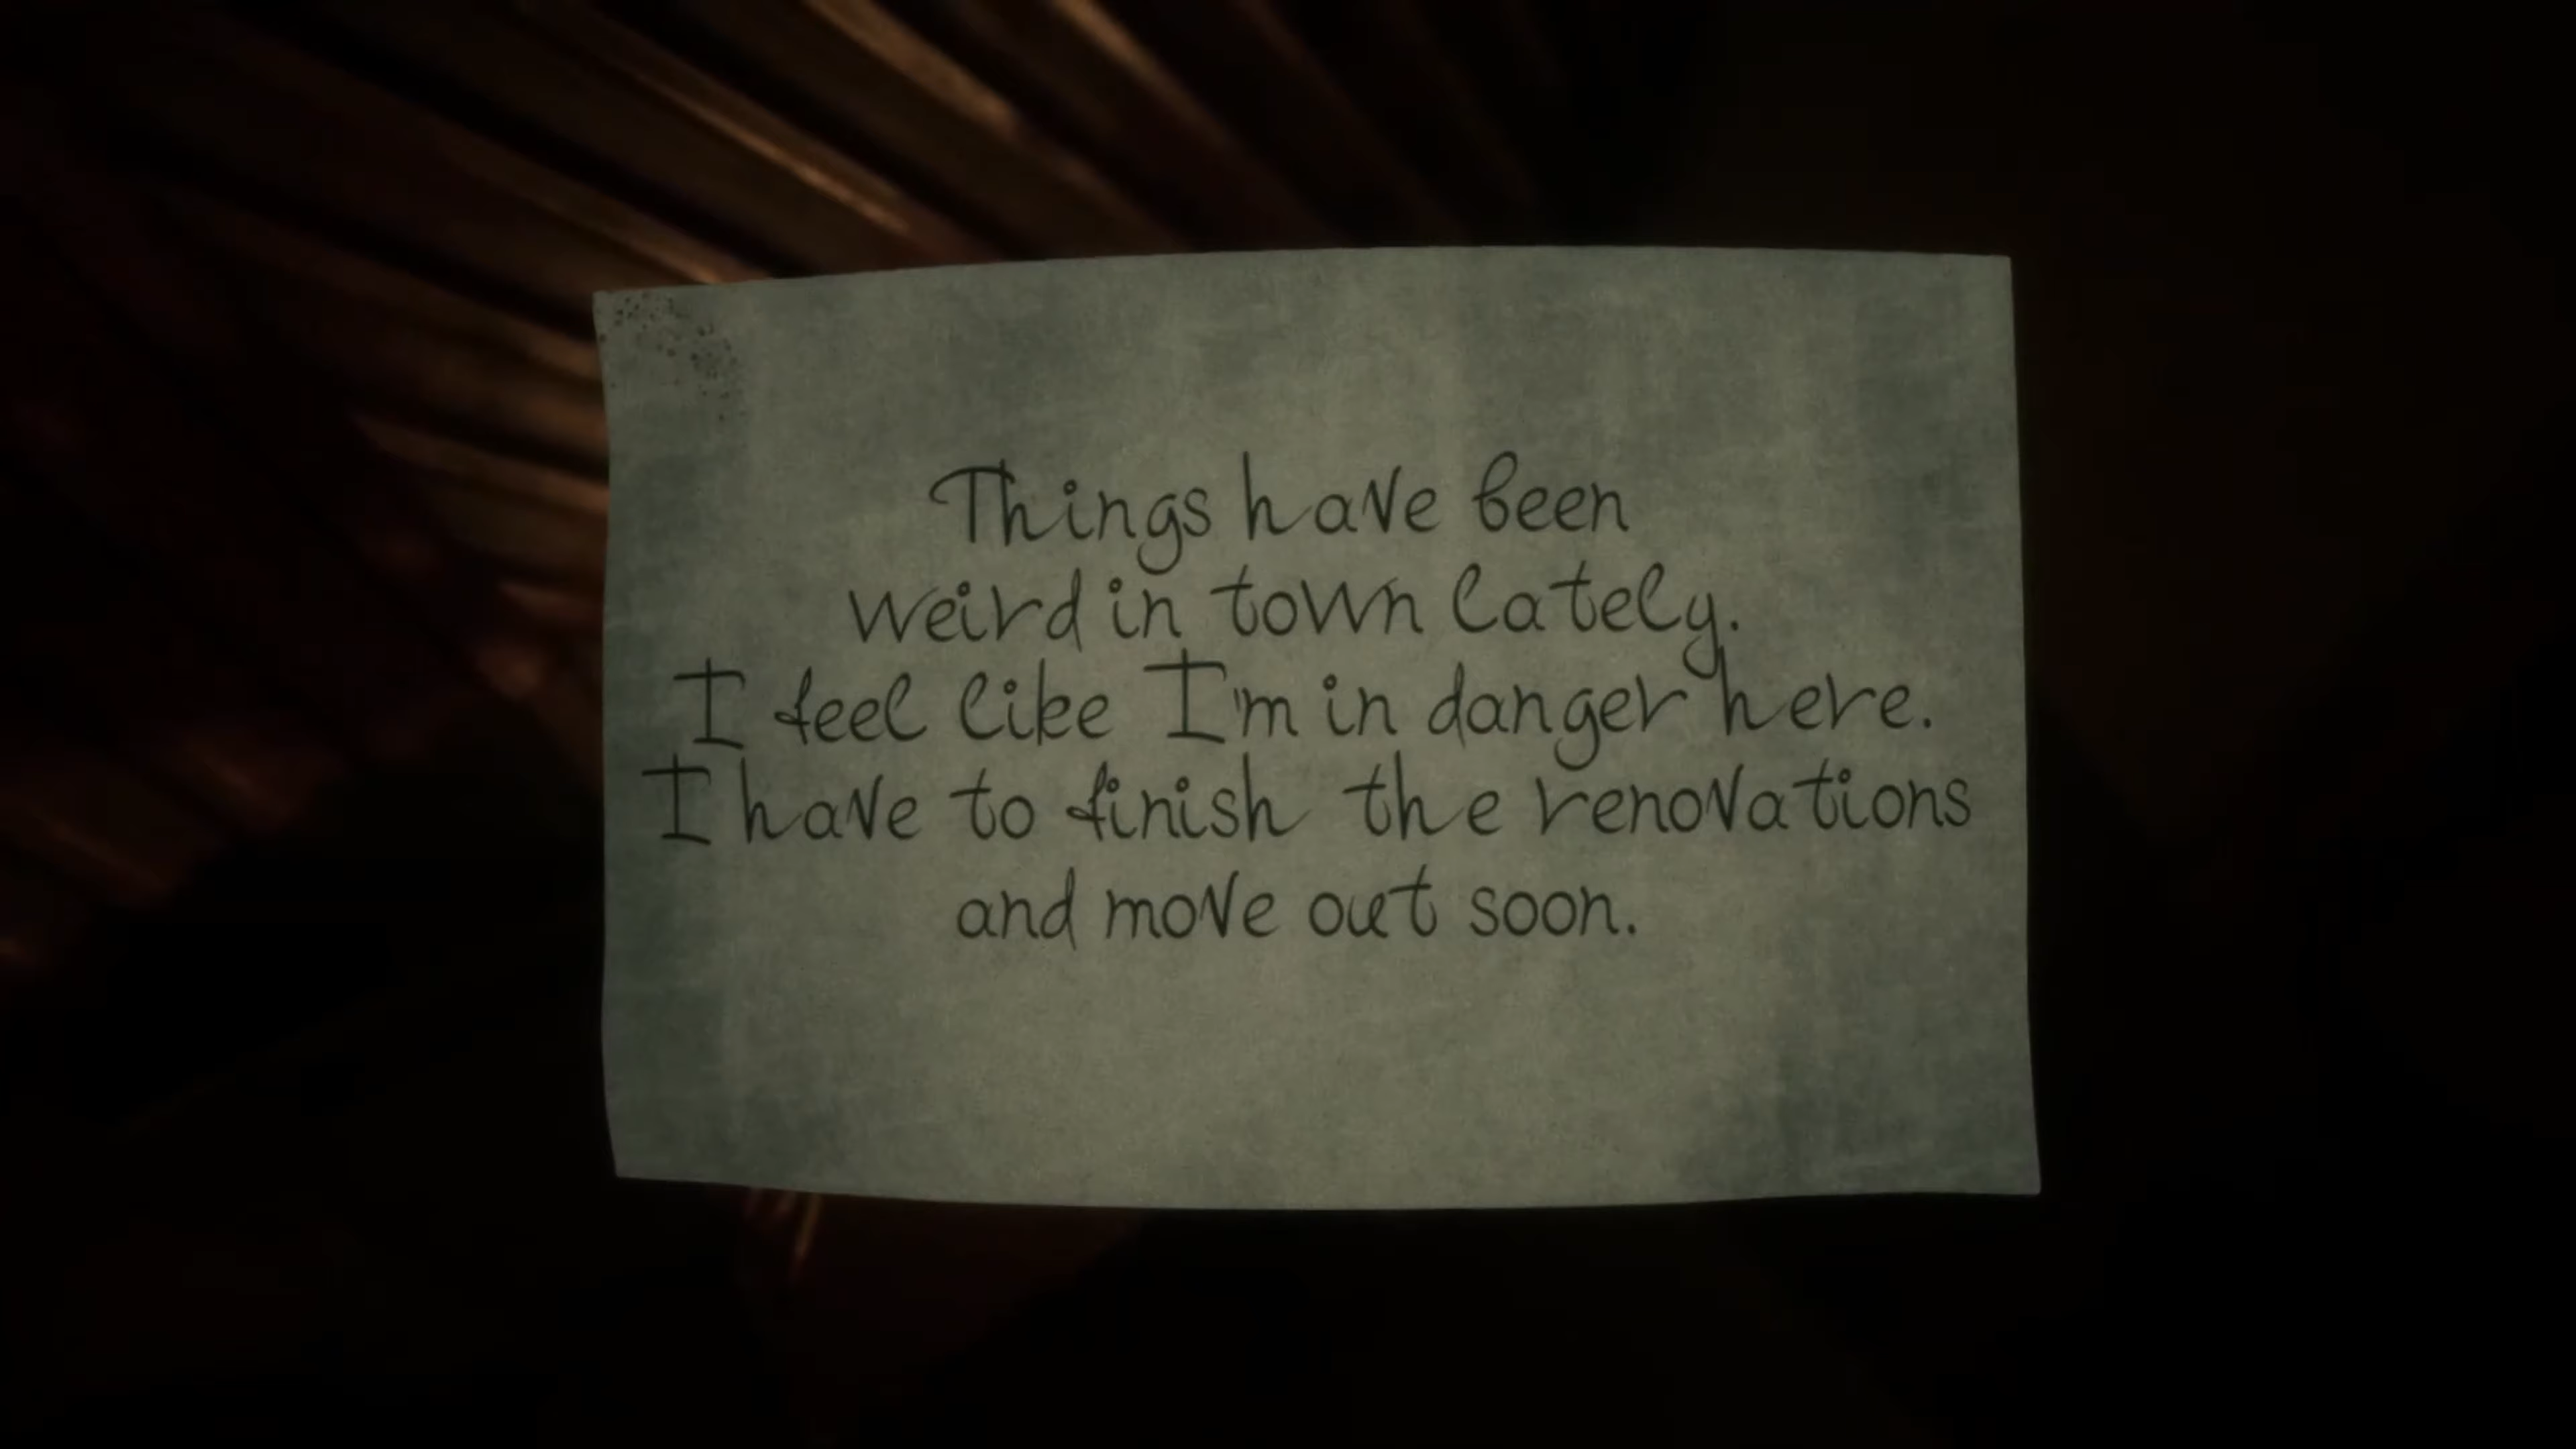 Things have been
weird in town lately.
I feel like I'm in danger here.
I have to finish the renovations
and move out soon.